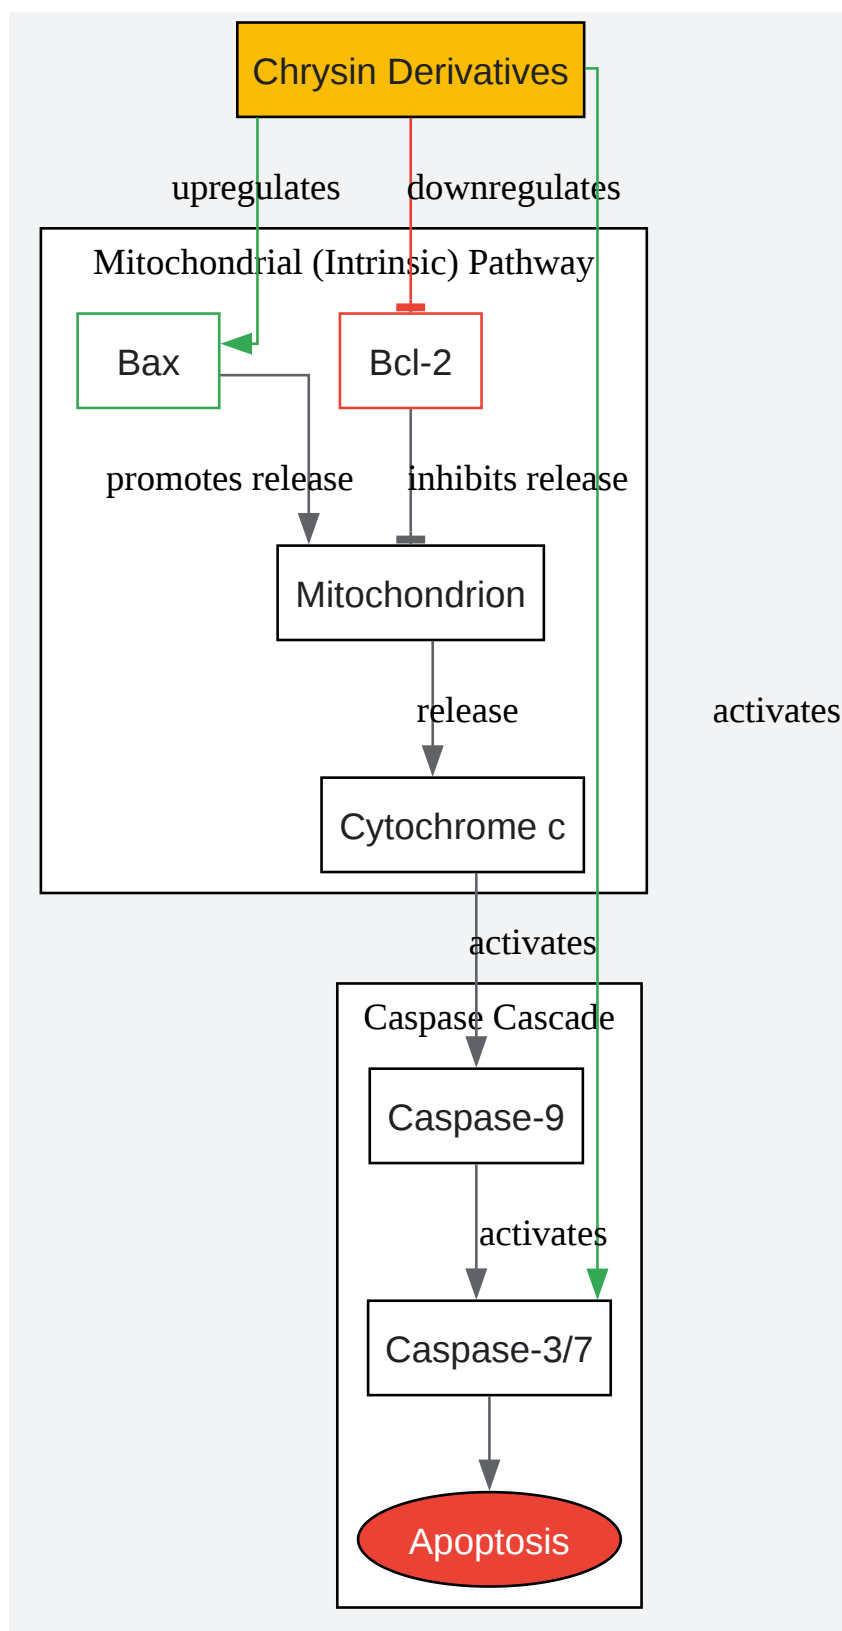 Chrysin Derivatives
upregulates
downregulates
Mitochondrial (Intrinsic) Pathway
Bax
Bcl-2
promotes release
inhibits release
Mitochondrion
release
activates
Cytochrome c
activates
Caspase Cascade
Caspase-9
activates
Caspase-3/7
Apoptosis